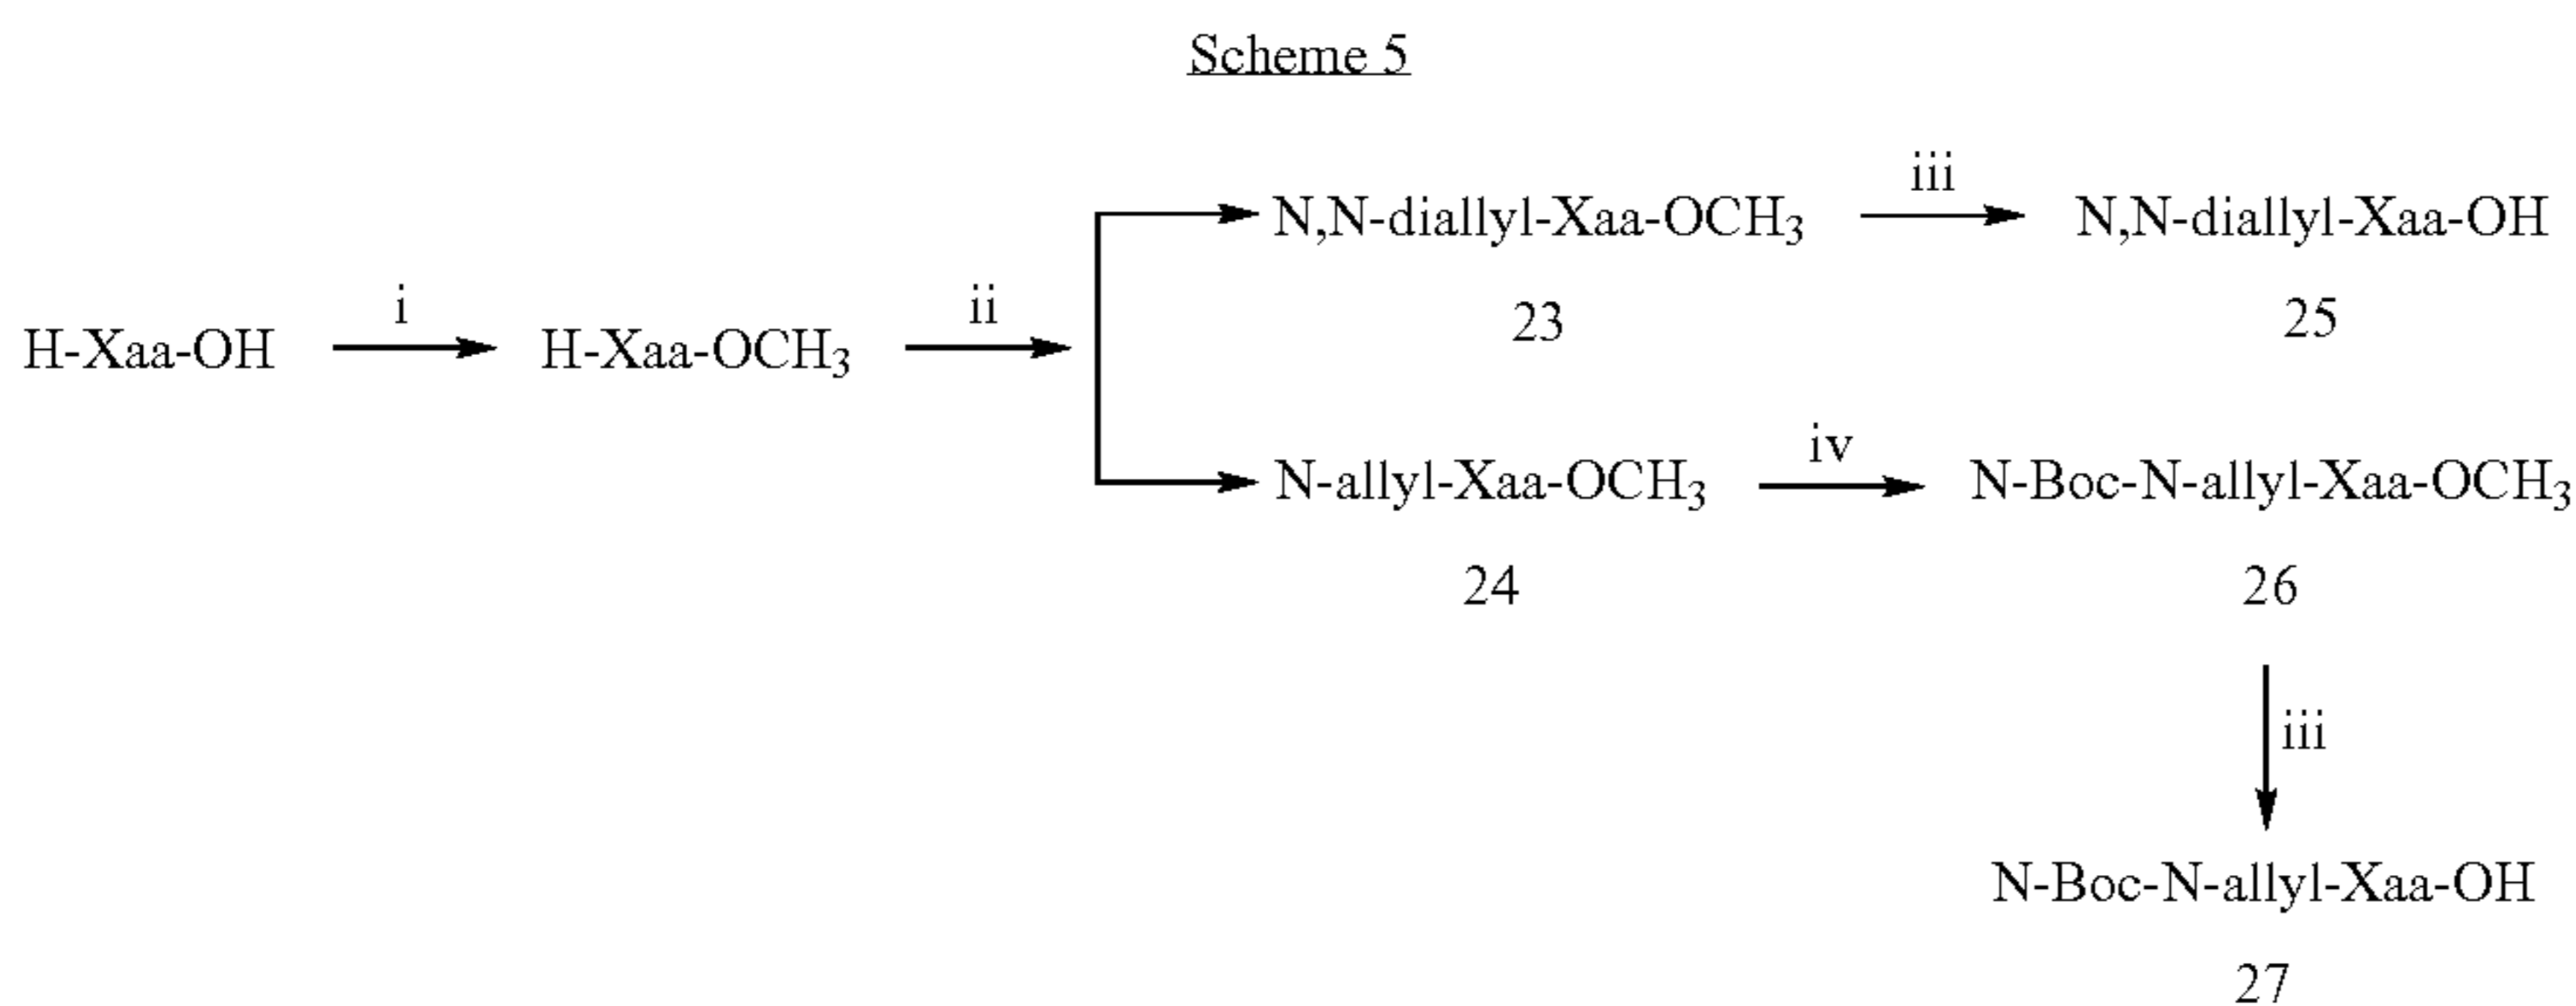 Scheme 5
iii
N,N-diallyl-Xaa-OCH₃
N,N-diallyl-Xaa-OH
23
25
i
ii
H-Xaa-OH
H-Xaa-OCH₃
iv
N-allyl-Xaa-OCH₃
N-Boc-N-allyl-Xaa-OCH₃
24
26
iii
N-Boc-N-allyl-Xaa-OH
27